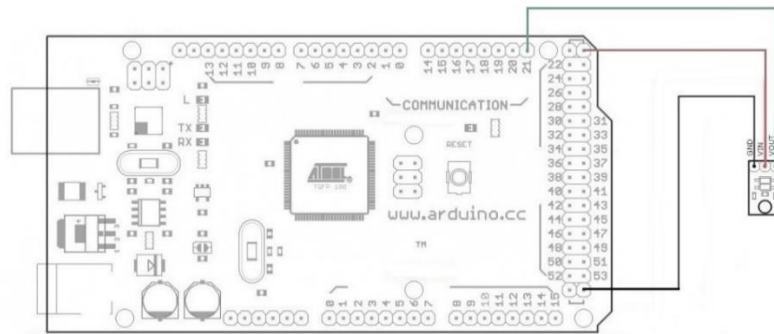 13 12 11 10 9 8 7 6 5 4 3 2 1 0 14 15 16 17 18 19 20 21
L
TX
RX
COMMUNICATION
RESET
ATMEL
TQFP-100
www.arduino.cc
TM
22
24
26
28
30 31
32 33
34 35
36 37
38 39
40 41
42 43
44 45
46 47
48 49
50 51
52 53
0 1 2 3 4 5 6 7 8 9 10 11 12 13 14 15
GND
VIN
VOUT